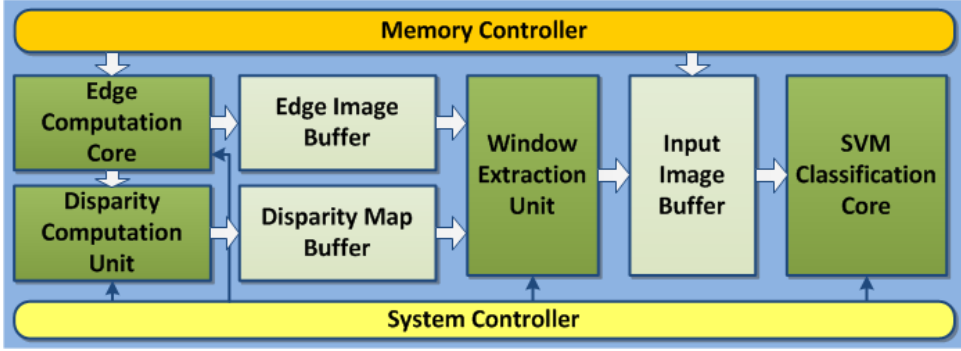 Memory Controller
Edge
Computation
Core
Edge Image
Buffer
Disparity
Computation
Unit
Disparity Map
Buffer
Window
Extraction
Unit
Input
Image
Buffer
SVM
Classification
Core
System Controller